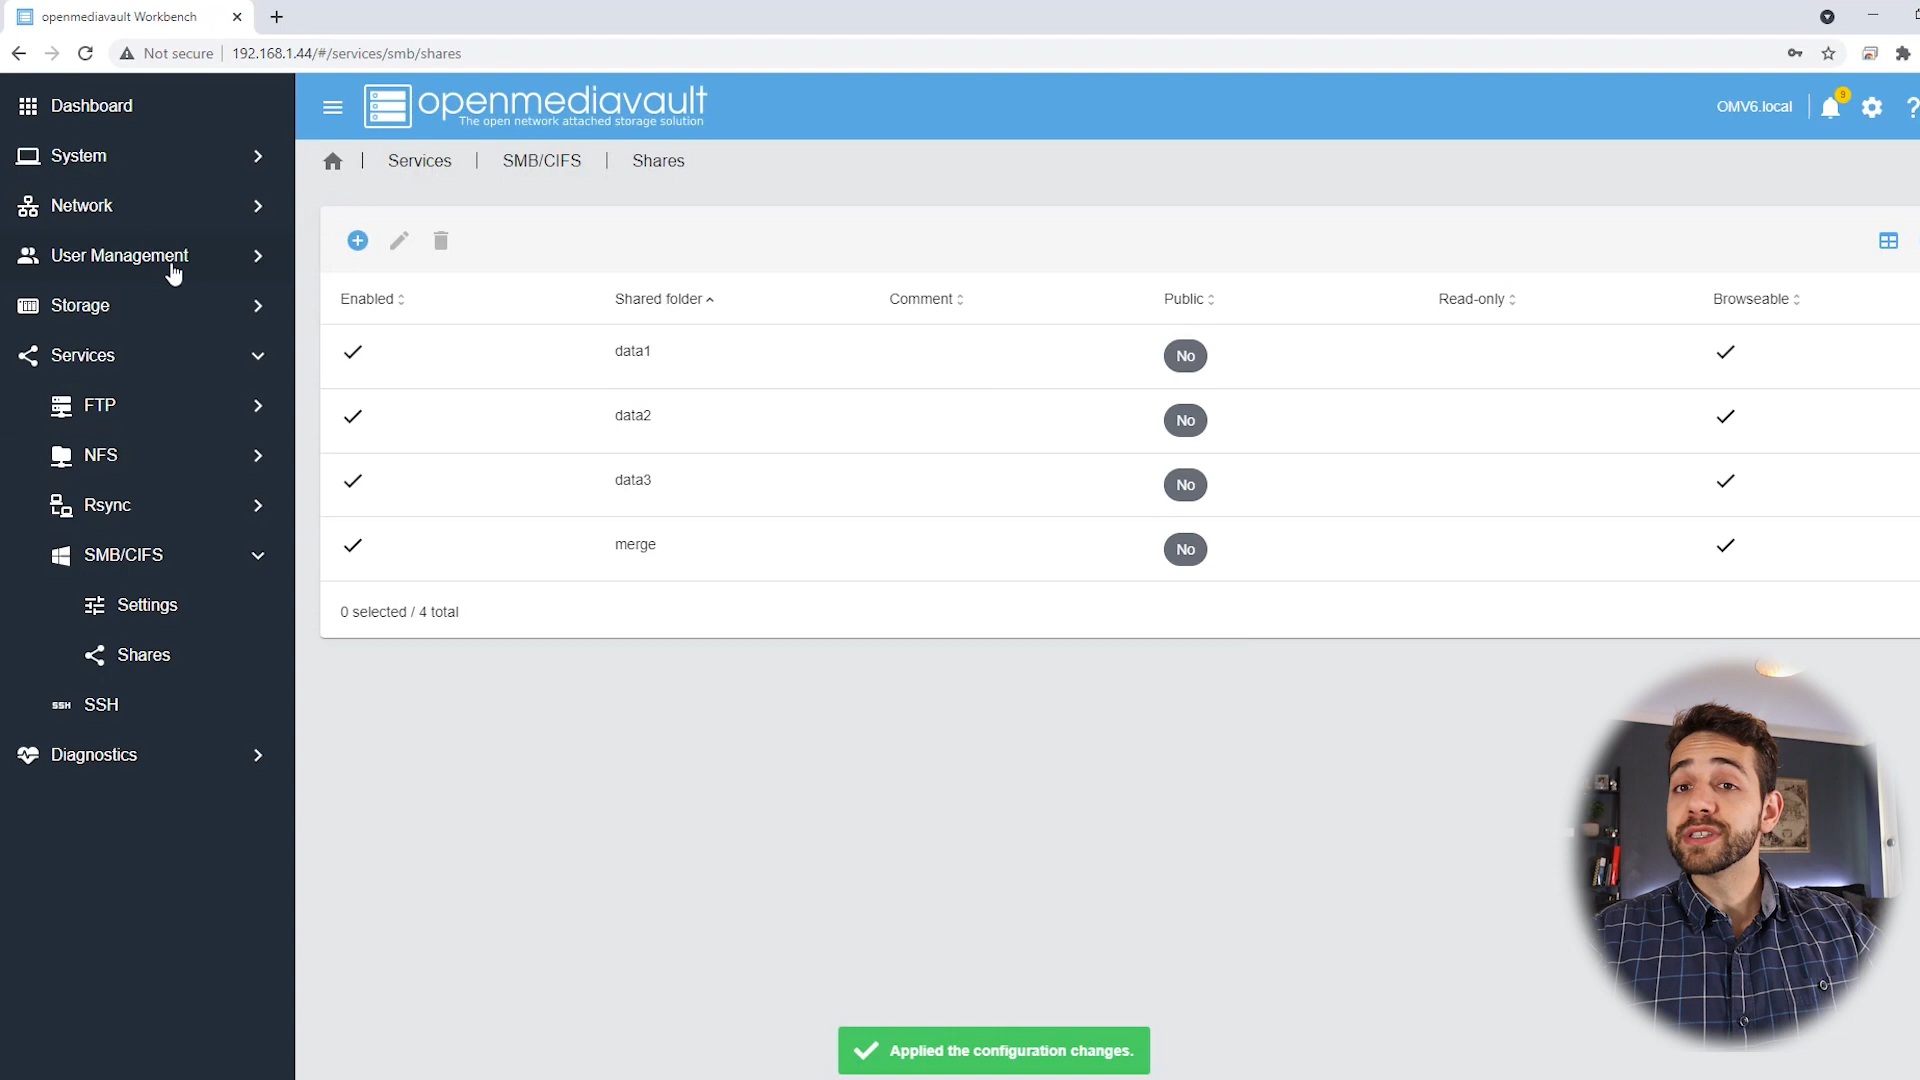 openmediavault Workbench
Not secure
192.168.1.44/#/services/smb/shares
Dashboard
System
Network
User Management
Storage
Services
FTP
NFS
Rsync
SMB/CIFS
Settings
Shares
SSH SSH
Diagnostics
openmediavault
The open network attached storage solution
OMV6.local
9
Services | SMB/CIFS | Shares
Enabled Shared folder Comment Public Read-only Browseable
data1 No
data2 No
data3 No
merge No
0 selected / 4 total
Applied the configuration changes.